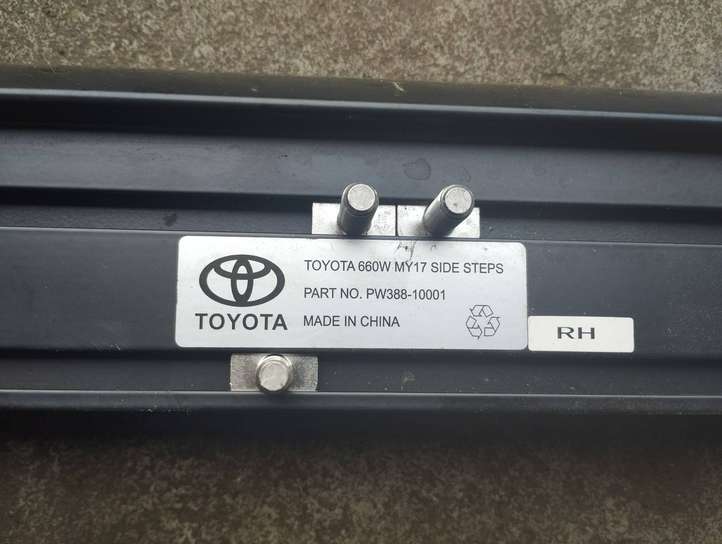 TOYOTA 660W MY17 SIDE STEPS
PART NO. PW388-10001
TOYOTA
MADE IN CHINA
RH